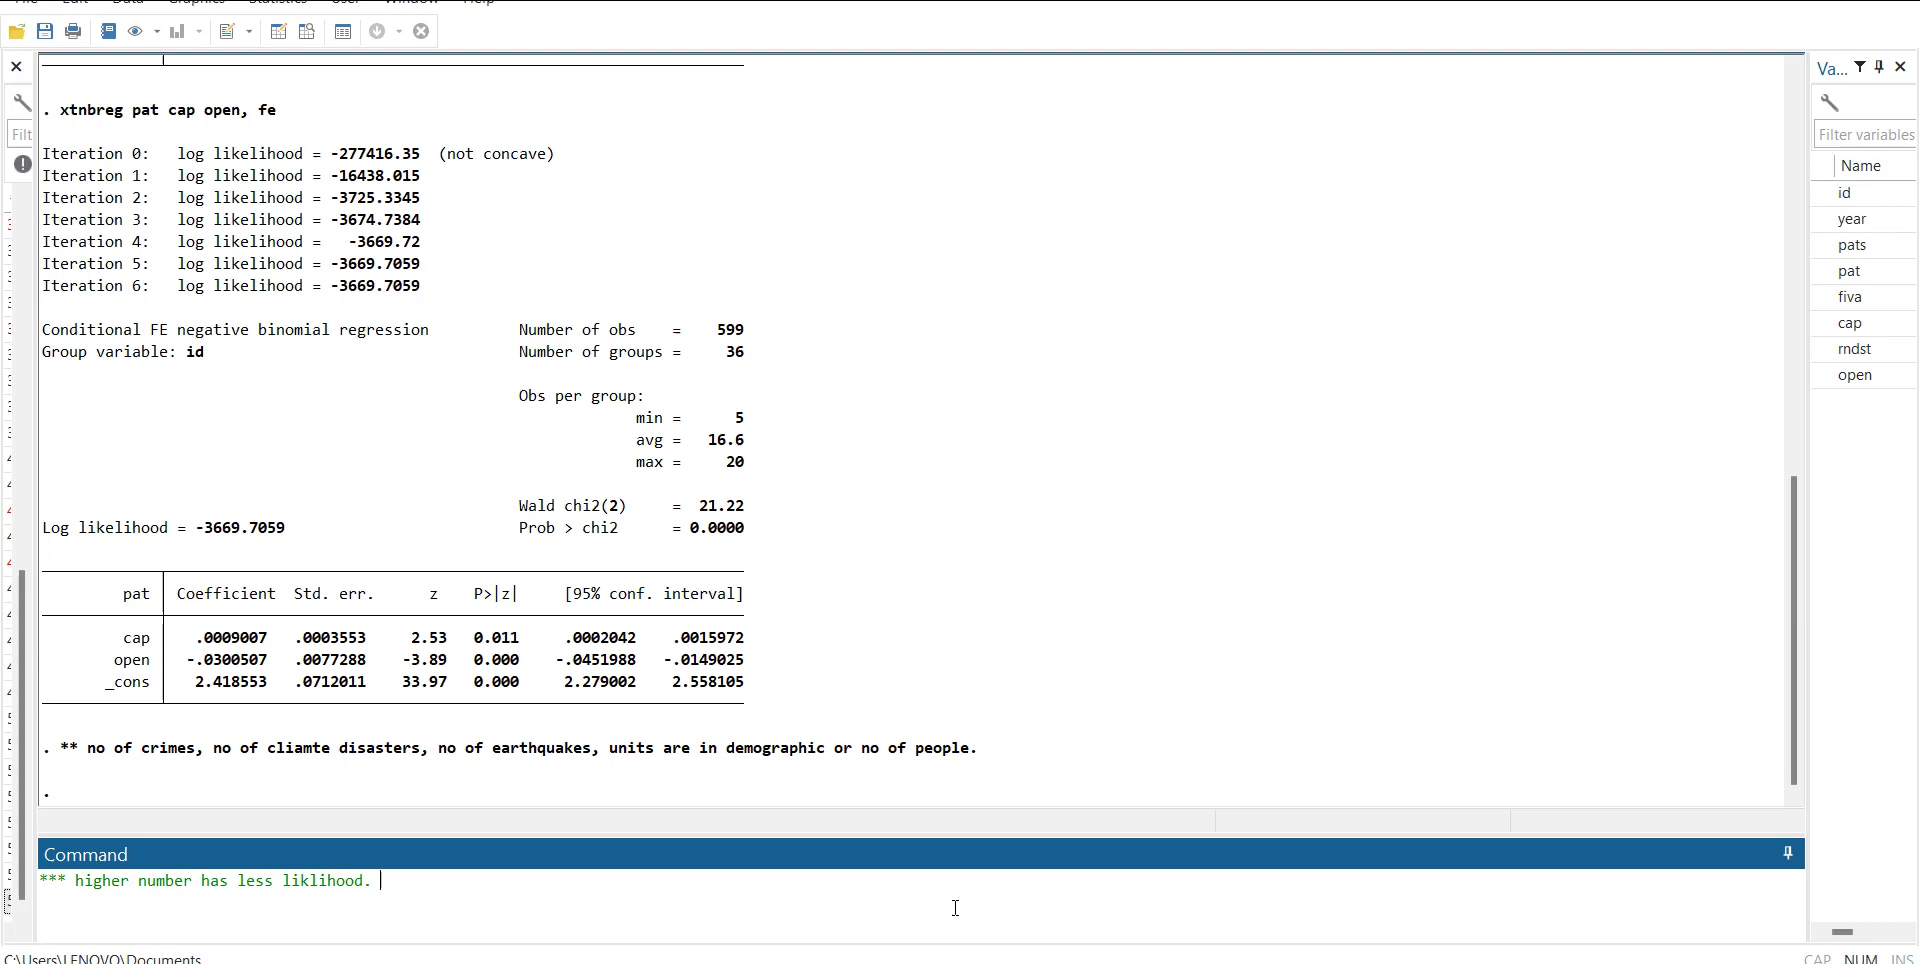 . xtnbreg pat cap open, fe
Iteration 0:   log likelihood = -277416.35  (not concave)
Iteration 1:   log likelihood = -16438.015
Iteration 2:   log likelihood = -3725.3345
Iteration 3:   log likelihood = -3674.7384
Iteration 4:   log likelihood =   -3669.72
Iteration 5:   log likelihood = -3669.7059
Iteration 6:   log likelihood = -3669.7059
Conditional FE negative binomial regression          Number of obs    =    599
Group variable: id                                   Number of groups =     36
Obs per group:
min =      5
avg =   16.6
max =     20
Wald chi2(2)     =  21.22
Log likelihood = -3669.7059                          Prob > chi2      = 0.0000
pat   Coefficient  Std. err.      z    P>|z|     [95% conf. interval]
cap     .0009007   .0003553     2.53   0.011     .0002042    .0015972
open   -.0300507   .0077288    -3.89   0.000    -.0451988   -.0149025
_cons     2.418553   .0712011    33.97   0.000     2.279002    2.558105
. ** no of crimes, no of cliamte disasters, no of earthquakes, units are in demographic or no of people.
.
Command
*** higher number has less liklihood.
Filt
Va...
Filter variables
Name
id
year
pats
pat
fiva
cap
rndst
open
C:\Users\LENOVO\Documents
CAP NUM INS